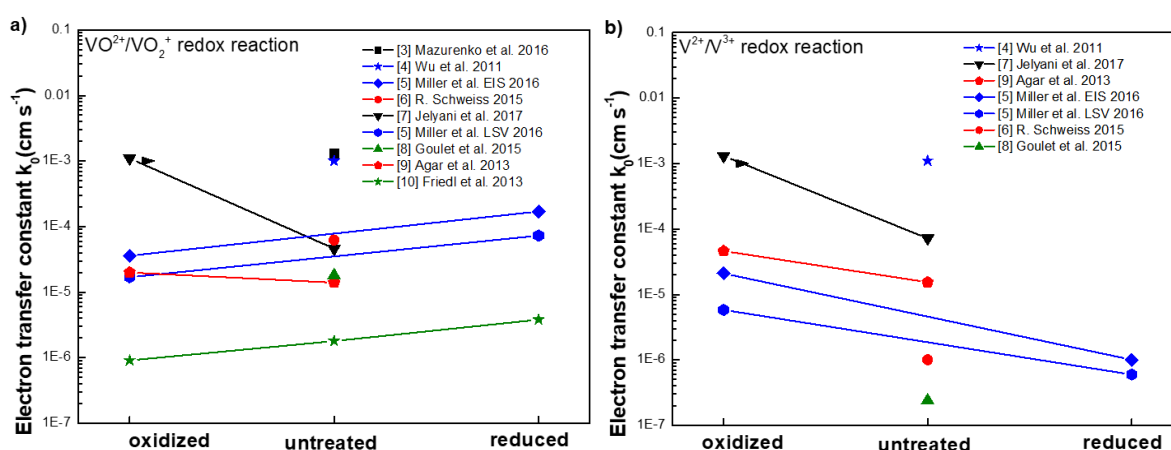 a)
VO²⁺/VO₂⁺ redox reaction
[3] Mazurenko et al. 2016
[4] Wu et al. 2011
[5] Miller et al. EIS 2016
[6] R. Schweiss 2015
[7] Jelyani et al. 2017
[5] Miller et al. LSV 2016
[8] Goulet et al. 2015
[9] Agar et al. 2013
[10] Friedl et al. 2013
Electron transfer constant k₀(cm s⁻¹)
0.1
0.01
1E-3
1E-4
1E-5
1E-6
1E-7
oxidized
untreated
reduced
b)
V²⁺/V³⁺ redox reaction
[4] Wu et al. 2011
[7] Jelyani et al. 2017
[9] Agar et al. 2013
[5] Miller et al. EIS 2016
[5] Miller et al. LSV 2016
[6] R. Schweiss 2015
[8] Goulet et al. 2015
Electron transfer constant k₀(cm s⁻¹)
0.1
0.01
1E-3
1E-4
1E-5
1E-6
1E-7
oxidized
untreated
reduced